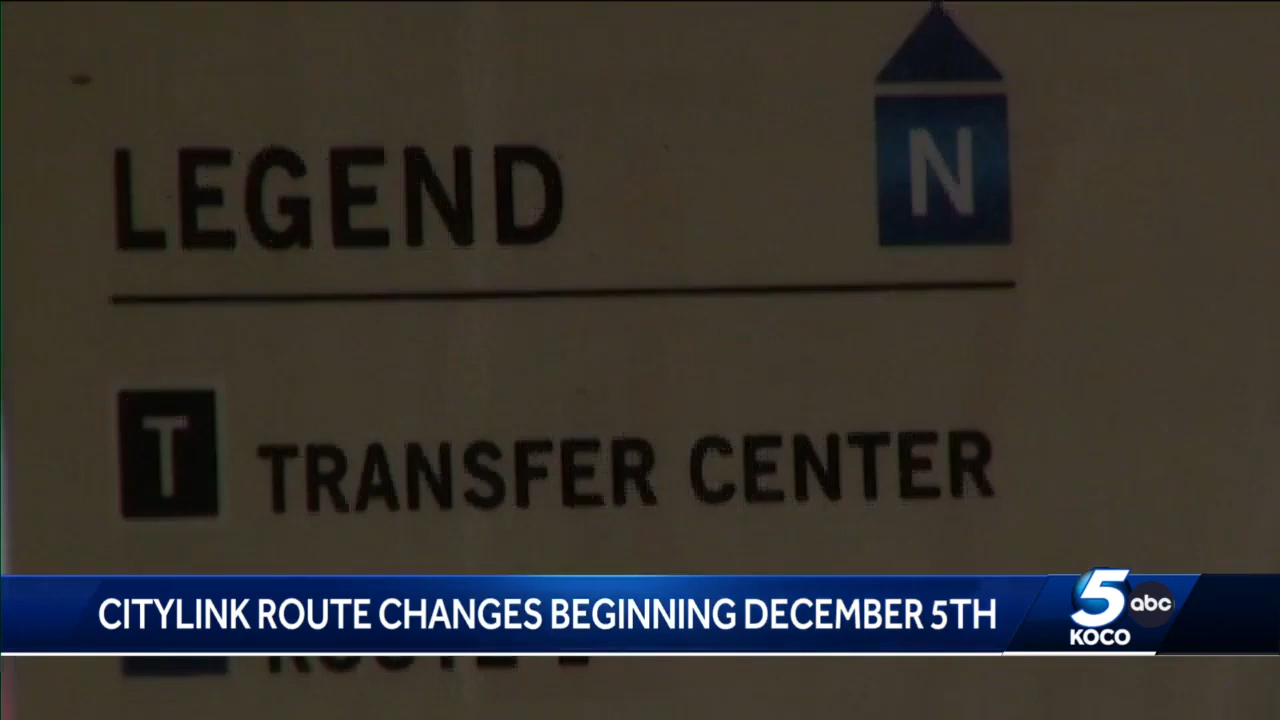 N
LEGEND
T TRANSFER CENTER
CITYLINK ROUTE CHANGES BEGINNING DECEMBER 5TH
5 abc
KOCO